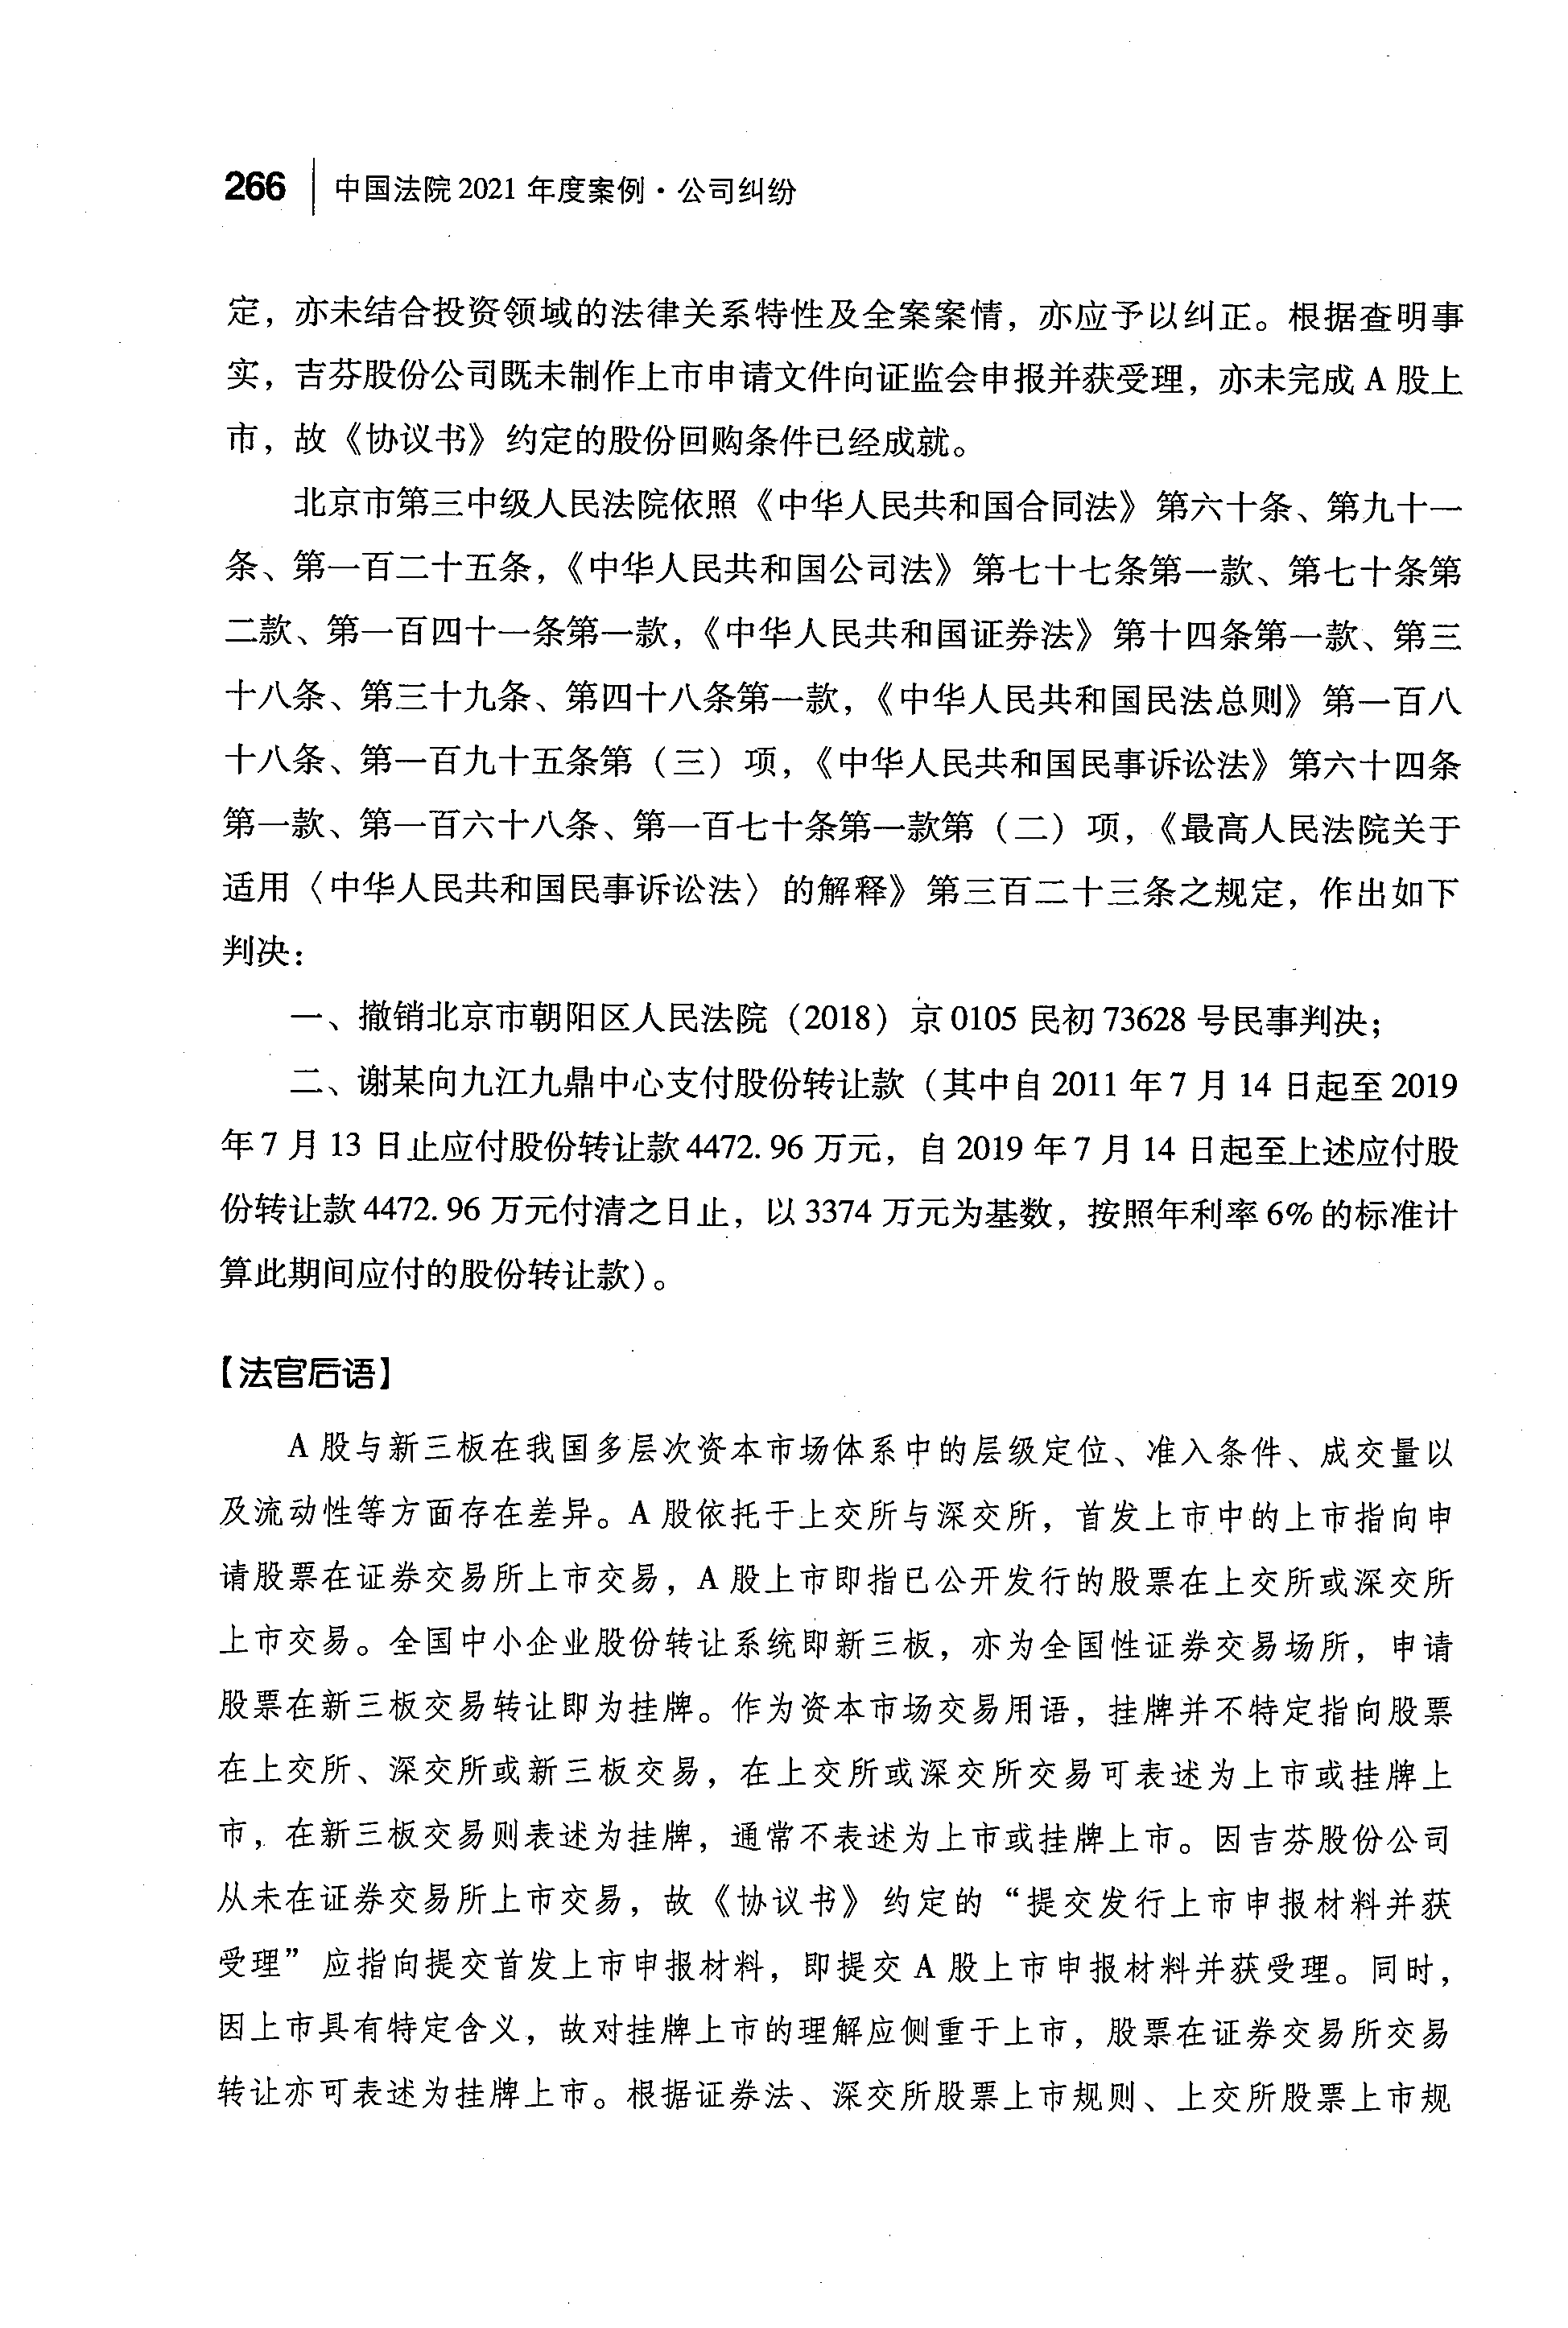 266 中国法院2021年度案例·公司纠纷
定，亦未结合投资领域的法律关系特性及全案案情，亦应予以纠正。根据查明事
实，吉芬股份公司既未制作上市申请文件向证监会申报并获受理，亦未完成A股上
市，故《协议书》约定的股份回购条件已经成就。
北京市第三中级人民法院依照《中华人民共和国合同法》第六十条、第九十一
条、第一百二十五条，《中华人民共和国公司法》第七十七条第一款、第七十条第
二款、第一百四十一条第一款，《中华人民共和国证券法》第十四条第一款、第三
十八条、第三十九条、第四十八条第一款，《中华人民共和国民法总则》第一百八
十八条、第一百九十五条第（三）项，《中华人民共和国民事诉讼法》第六十四条
第一款、第一百六十八条、第一百七十条第一款第（二）项，《最高人民法院关于
适用〈中华人民共和国民事诉讼法〉的解释》第三百二十三条之规定，作出如下
判决：
一、撤销北京市朝阳区人民法院（2018）京0105民初73628号民事判决；
二、谢某向九江九鼎中心支付股份转让款（其中自2011年7月14日起至2019
年7月13日止应付股份转让款4472.96万元，自2019年7月14日起至上述应付股
份转让款4472.96万元付清之日止，以3374万元为基数，按照年利率6%的标准计
算此期间应付的股份转让款）。
【法官后语】
A股与新三板在我国多层次资本市场体系中的层级定位、准入条件、成交量以
及流动性等方面存在差异。A股依托于上交所与深交所，首发上市中的上市指向申
请股票在证券交易所上市交易，A股上市即指已公开发行的股票在上交所或深交所
上市交易。全国中小企业股份转让系统即新三板，亦为全国性证券交易场所，申请
股票在新三板交易转让即为挂牌。作为资本市场交易用语，挂牌并不特定指向股票
在上交所、深交所或新三板交易，在上交所或深交所交易可表述为上市或挂牌上
市，在新三板交易则表述为挂牌，通常不表述为上市或挂牌上市。因吉芬股份公司
从未在证券交易所上市交易，故《协议书》约定的“提交发行上市申报材料并获
受理”应指向提交首发上市申报材料，即提交A股上市申报材料并获受理。同时，
因上市具有特定含义，故对挂牌上市的理解应侧重于上市，股票在证券交易所交易
转让亦可表述为挂牌上市。根据证券法、深交所股票上市规则、上交所股票上市规